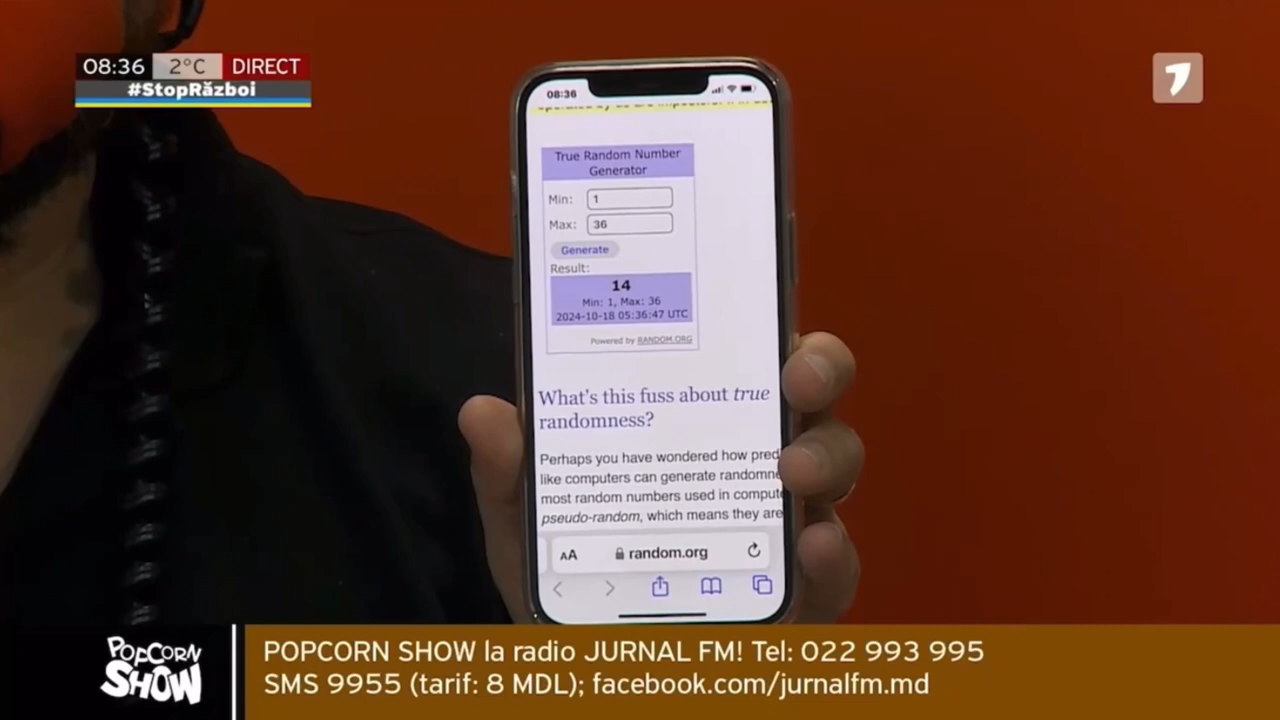 08:36 2°C DIRECT
#StopRăzboi
7
08:36
True Random Number
Generator
Min: 1
Max: 36
Generate
Result:
14
Min: 1, Max: 36
2024-10-18 05:36:47 UTC
Powered by RANDOM.ORG
What's this fuss about true
randomness?
Perhaps you have wondered how pred
like computers can generate randomne
most random numbers used in compute
pseudo-random, which means they are
AA random.org
POPCORN
SHOW
POPCORN SHOW la radio JURNAL FM! Tel: 022 993 995
SMS 9955 (tarif: 8 MDL); facebook.com/jurnalfm.md